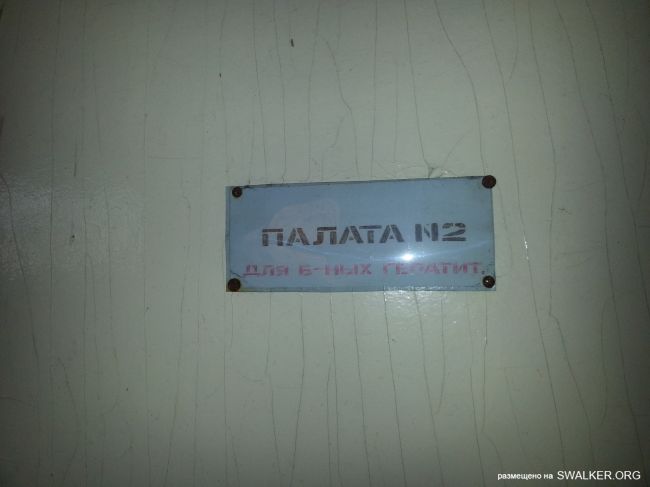 ПАЛАТА N2
ДЛЯ Б-НЫХ ГЕПАТИТ.
размещено на SWALKER.ORG